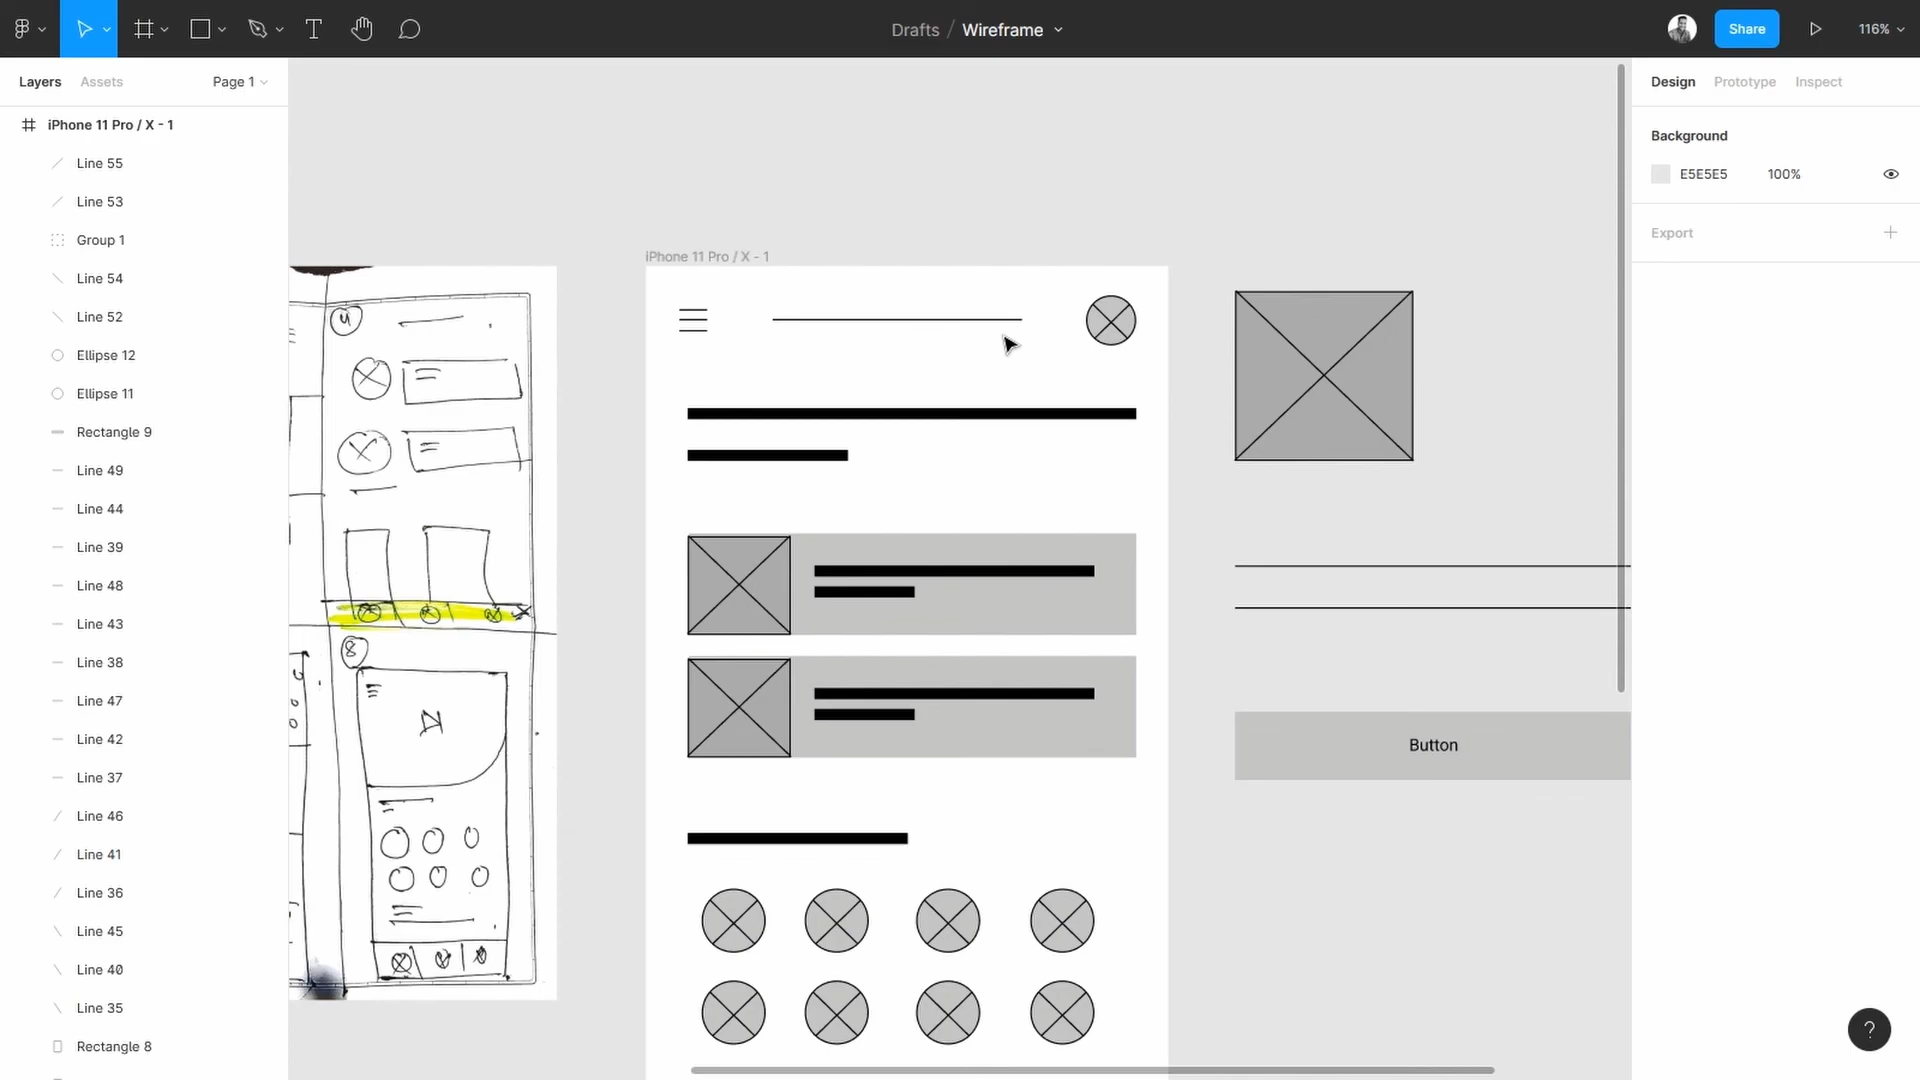 Drafts / Wireframe
Share
116%
Layers
Assets
Page 1
Design
Prototype
Inspect
iPhone 11 Pro / X - 1
Line 55
Line 53
Group 1
Line 54
Line 52
Ellipse 12
Ellipse 11
Rectangle 9
Line 49
Line 44
Line 39
Line 48
Line 43
Line 38
Line 47
Line 42
Line 37
Line 46
Line 41
Line 36
Line 45
Line 40
Line 35
Rectangle 8
iPhone 11 Pro / X - 1
4
8
Button
Background
E5E5E5
100%
Export
?